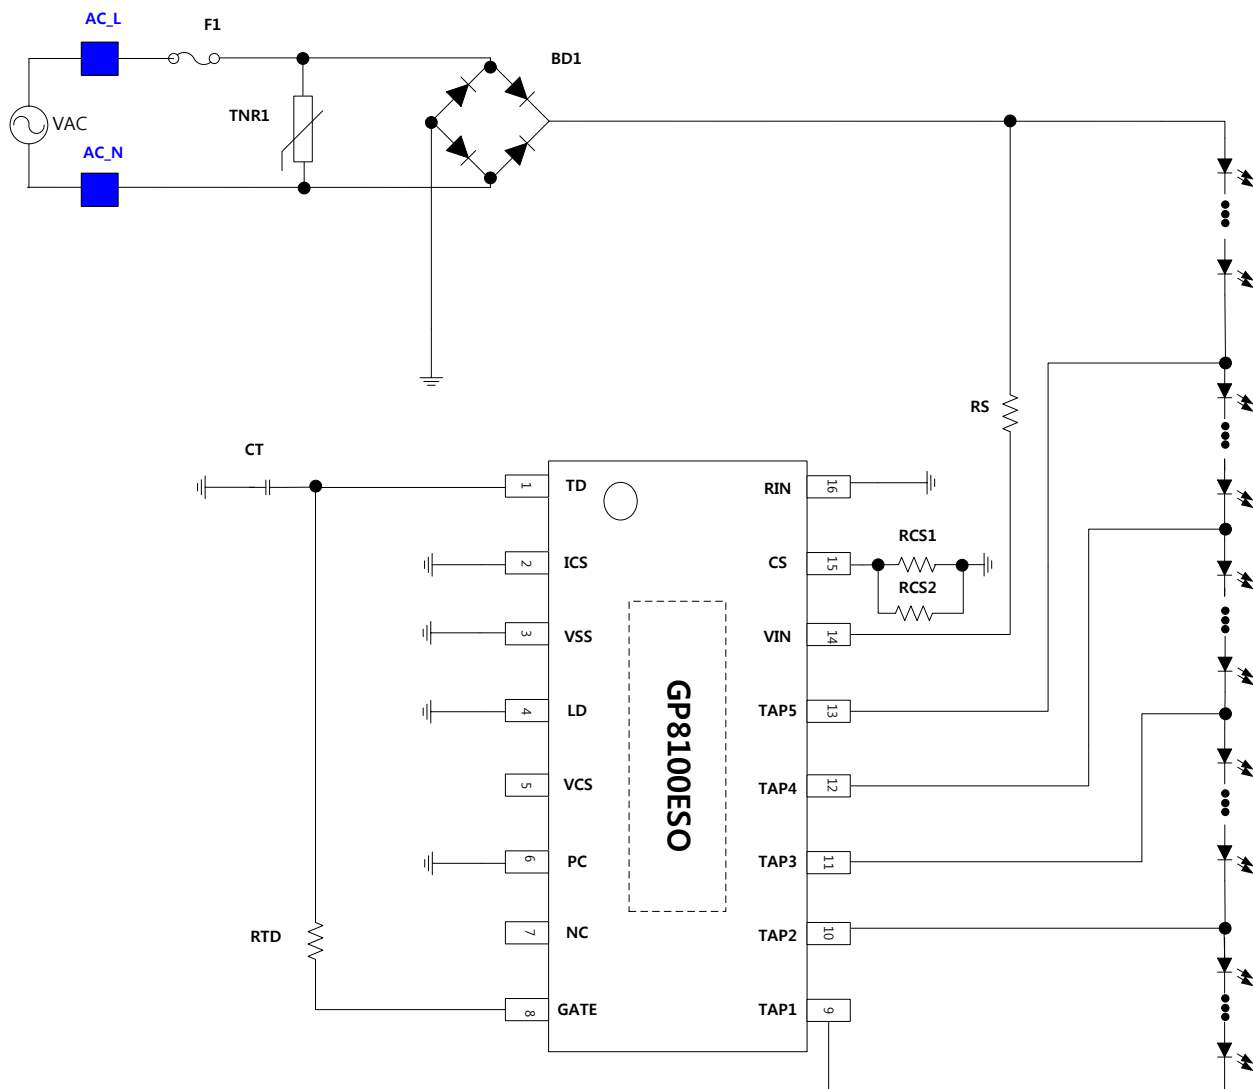 AC_L
F1
BD1
VAC
TNR1
AC_N
RS
CT
1
TD
RIN
16
2
ICS
CS
15
RCS1
RCS2
3
VSS
VIN
14
4
LD
TAP5
13
5
VCS
TAP4
12
6
PC
TAP3
11
7
NC
TAP2
10
8
GATE
TAP1
9
RTD
GP8100ESO